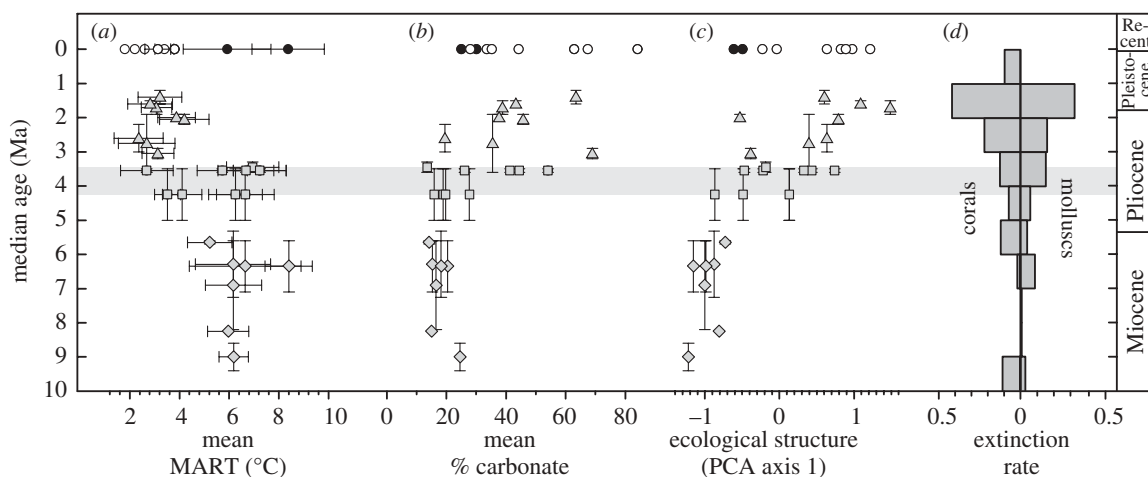 (a)
(b)
(c)
(d)
median age (Ma)
0
1
2
3
4
5
6
7
8
9
10
2 4 6 8 10
mean
MART (°C)
0 20 40 60 80
mean
% carbonate
–1 0 1
ecological structure
(PCA axis 1)
0.5 0 0.5
extinction
rate
corals
molluscs
Re-
cent
Pleisto-
cene
Pliocene
Miocene